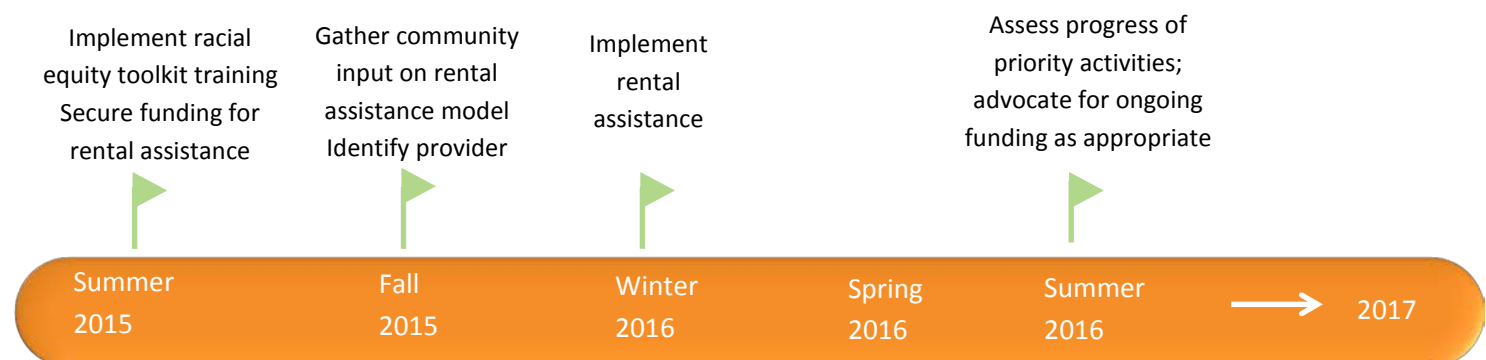 Implement racial
equity toolkit training
Secure funding for
rental assistance
Gather community
input on rental
assistance model
Identify provider
Implement
rental
assistance
Assess progress of
priority activities;
advocate for ongoing
funding as appropriate
Summer
2015
Fall
2015
Winter
2016
Spring
2016
Summer
2016
2017